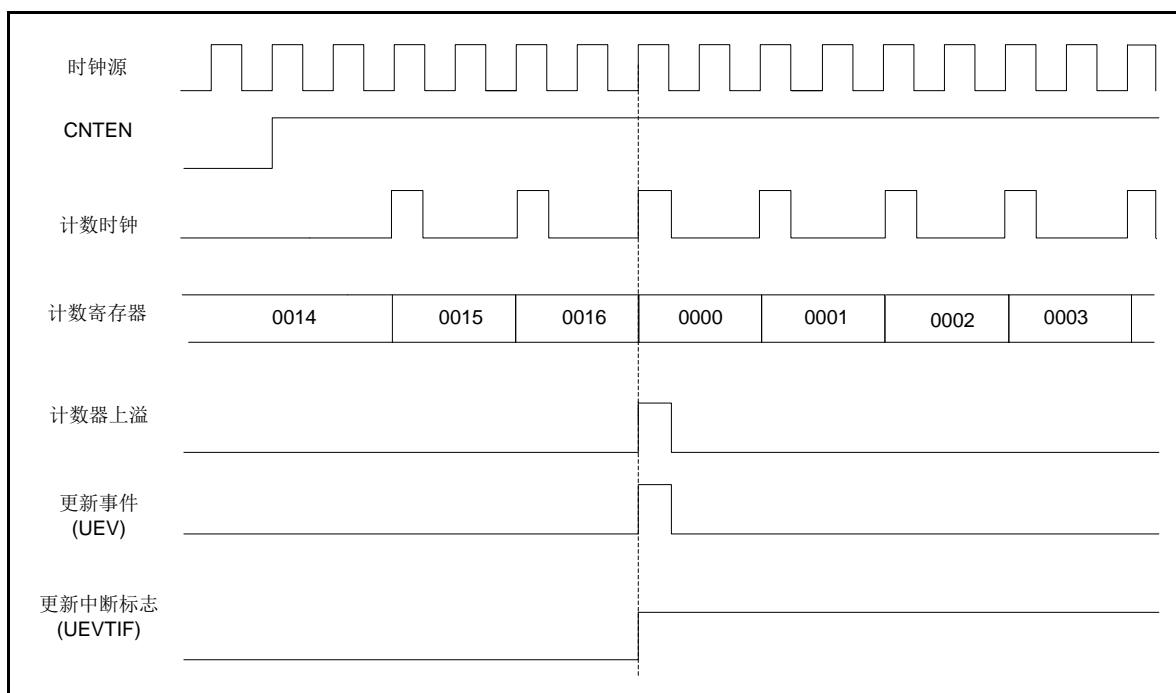 时钟源
CNTEN
计数时钟
计数寄存器
0014
0015
0016
0000
0001
0002
0003
计数器上溢
更新事件
(UEV)
更新中断标志
(UEVTIF)